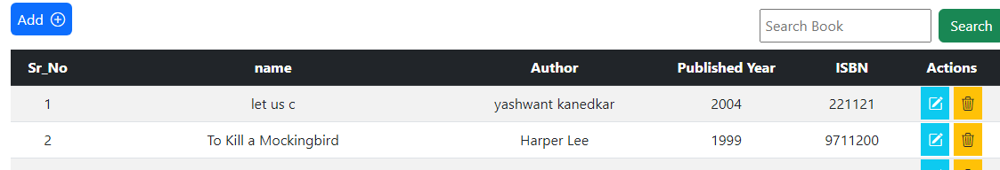 Add
Search Book Search
Sr_No name Author Published Year ISBN Actions
1 let us c yashwant kanedkar 2004 221121
2 To Kill a Mockingbird Harper Lee 1999 9711200